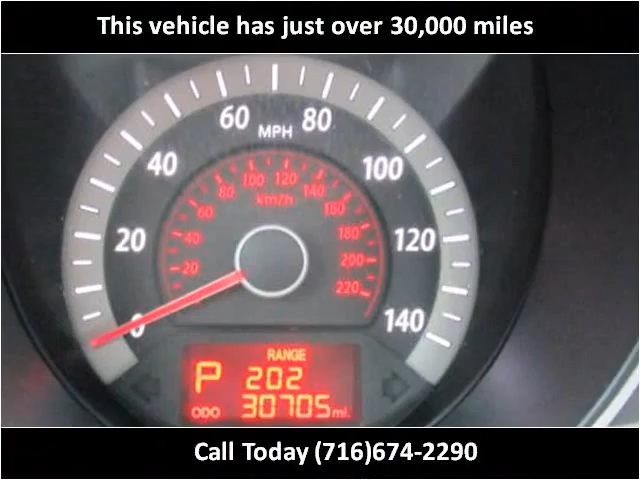 This vehicle has just over 30,000 miles
60 MPH 80
40 100
20 120
0 140
100 120
80 140
60 km/h 160
40 180
20 200
220
RANGE
P 202
ODO 30705 mi.
Call Today (716)674-2290